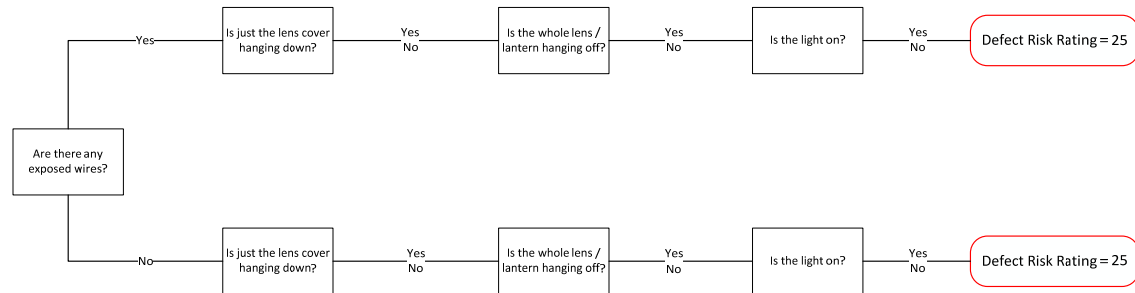 Yes
Is just the lens cover
hanging down?
Yes
No
Is the whole lens /
lantern hanging off?
Yes
No
Is the light on?
Yes
No
Defect Risk Rating = 25
Are there any
exposed wires?
No
Is just the lens cover
hanging down?
Yes
No
Is the whole lens /
lantern hanging off?
Yes
No
Is the light on?
Yes
No
Defect Risk Rating = 25